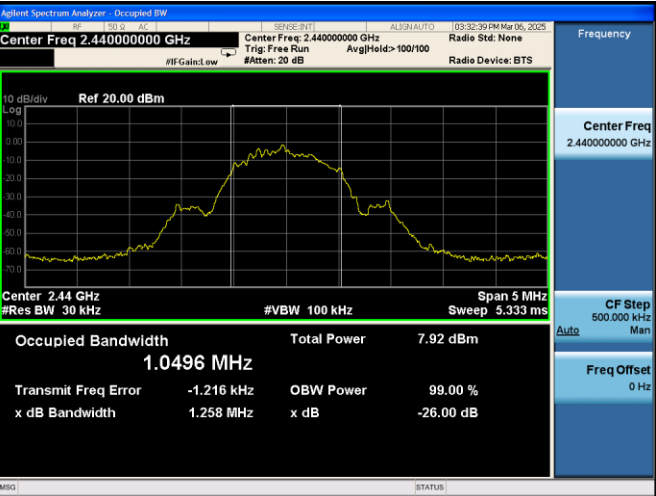 Agilent Spectrum Analyzer - Occupied BW
RF 50 Ω AC SENSE:INT ALIGN AUTO 03:32:39 PM Mar 06, 2025
Center Freq 2.440000000 GHz
Center Freq: 2.440000000 GHz
Radio Std: None
Trig: Free Run Avg|Hold:>100/100
#IFGain:Low #Atten: 20 dB Radio Device: BTS
10 dB/div Ref 20.00 dBm
Log
10.0
0.00
-10.0
-20.0
-30.0
-40.0
-50.0
-60.0
-70.0
Center 2.44 GHz Span 5 MHz
#Res BW 30 kHz #VBW 100 kHz Sweep 5.333 ms
Occupied Bandwidth Total Power 7.92 dBm
1.0496 MHz
Transmit Freq Error -1.216 kHz OBW Power 99.00 %
x dB Bandwidth 1.258 MHz x dB -26.00 dB
MSG STATUS
Frequency
Center Freq
2.440000000 GHz
CF Step
500.000 kHz
Auto Man
Freq Offset
0 Hz